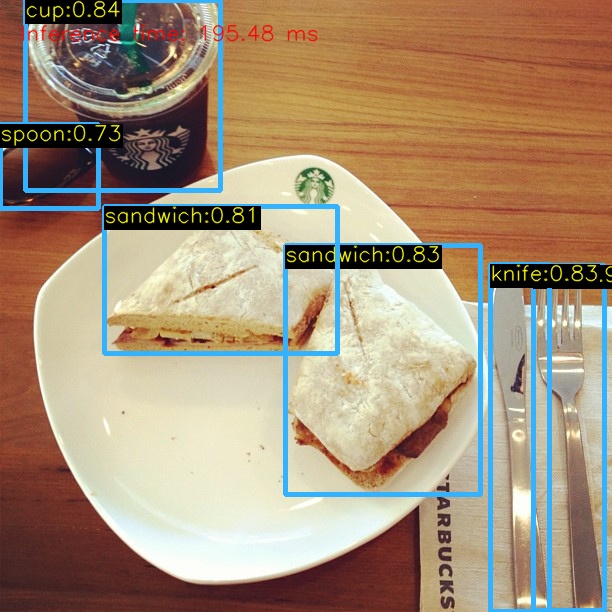 cup:0.84
Inference time: 195.48 ms
spoon:0.73
sandwich:0.81
sandwich:0.83
knife:0.83
STARBUCKS